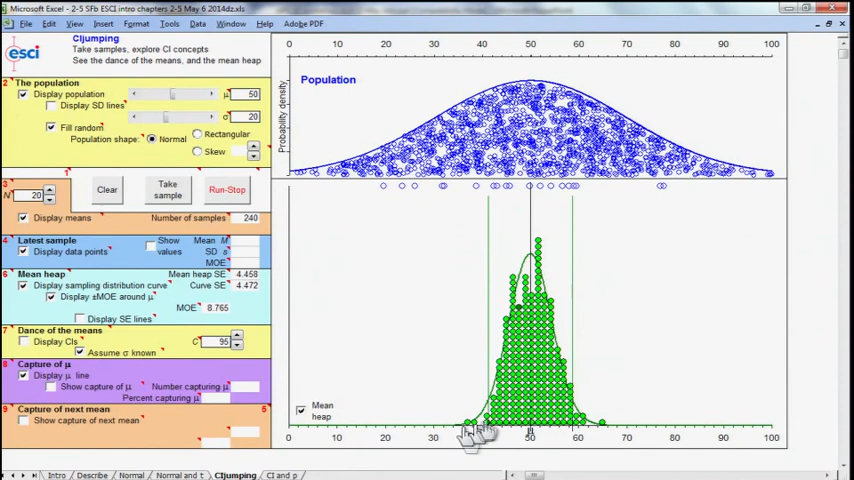 Microsoft Excel - 2-5 SFb ESCI intro chapters 2-5 May 6 2014dz.xls
File Edit View Insert Format Tools Data Window Help Adobe PDF
esci
CIjumping
Take samples, explore CI concepts
See the dance of the means, and the mean heap
2 The population
Display population
µ 50
Display SD lines
σ 20
Fill random
Population shape: Normal Rectangular
Skew
1
3
N 20
Clear
Take sample
Run-Stop
Display means Number of samples 240
4 Latest sample
Display data points
Show values
Mean M
SD s
MOE
6 Mean heap
Mean heap SE 4.458
Display sampling distribution curve Curve SE 4.472
Display ±MOE around µ
MOE 8.765
Display SE lines
7 Dance of the means
Display CIs
C 95
Assume σ known
8 Capture of µ
Display µ line
Show capture of µ Number capturing µ
Percent capturing µ
9 Capture of next mean 5
Show capture of next mean
0 10 20 30 40 50 60 70 80 90 100
Population
Probability density
Mean heap
0 10 20 30 50 60 70 80 90 100
µ
Intro Describe Normal Normal and t CIjumping CI and p